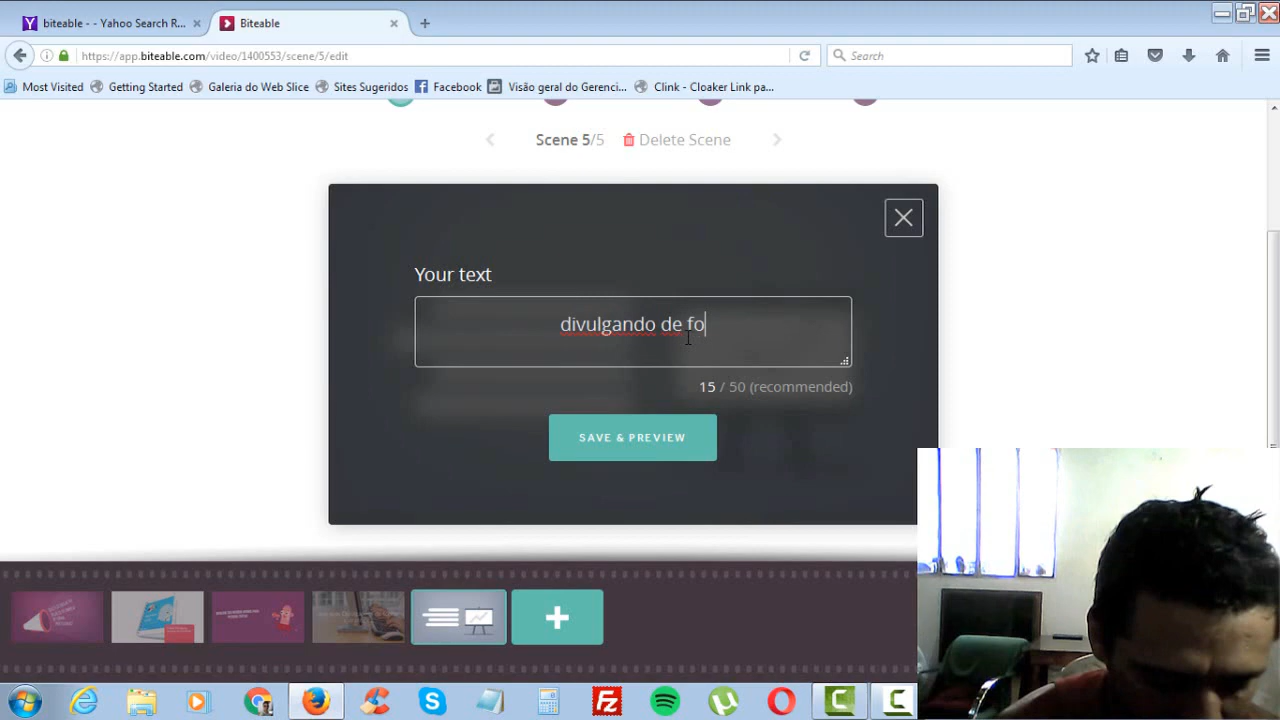 biteable - - Yahoo Search R...
Biteable
https://app.biteable.com/video/1400553/scene/5/edit
Search
Most Visited
Getting Started
Galeria do Web Slice
Sites Sugeridos
Facebook
Visão geral do Gerenci...
Clink - Cloaker Link pa...
Scene 5/5
Delete Scene
Your text
divulgando de fo
15 / 50 (recommended)
SAVE & PREVIEW